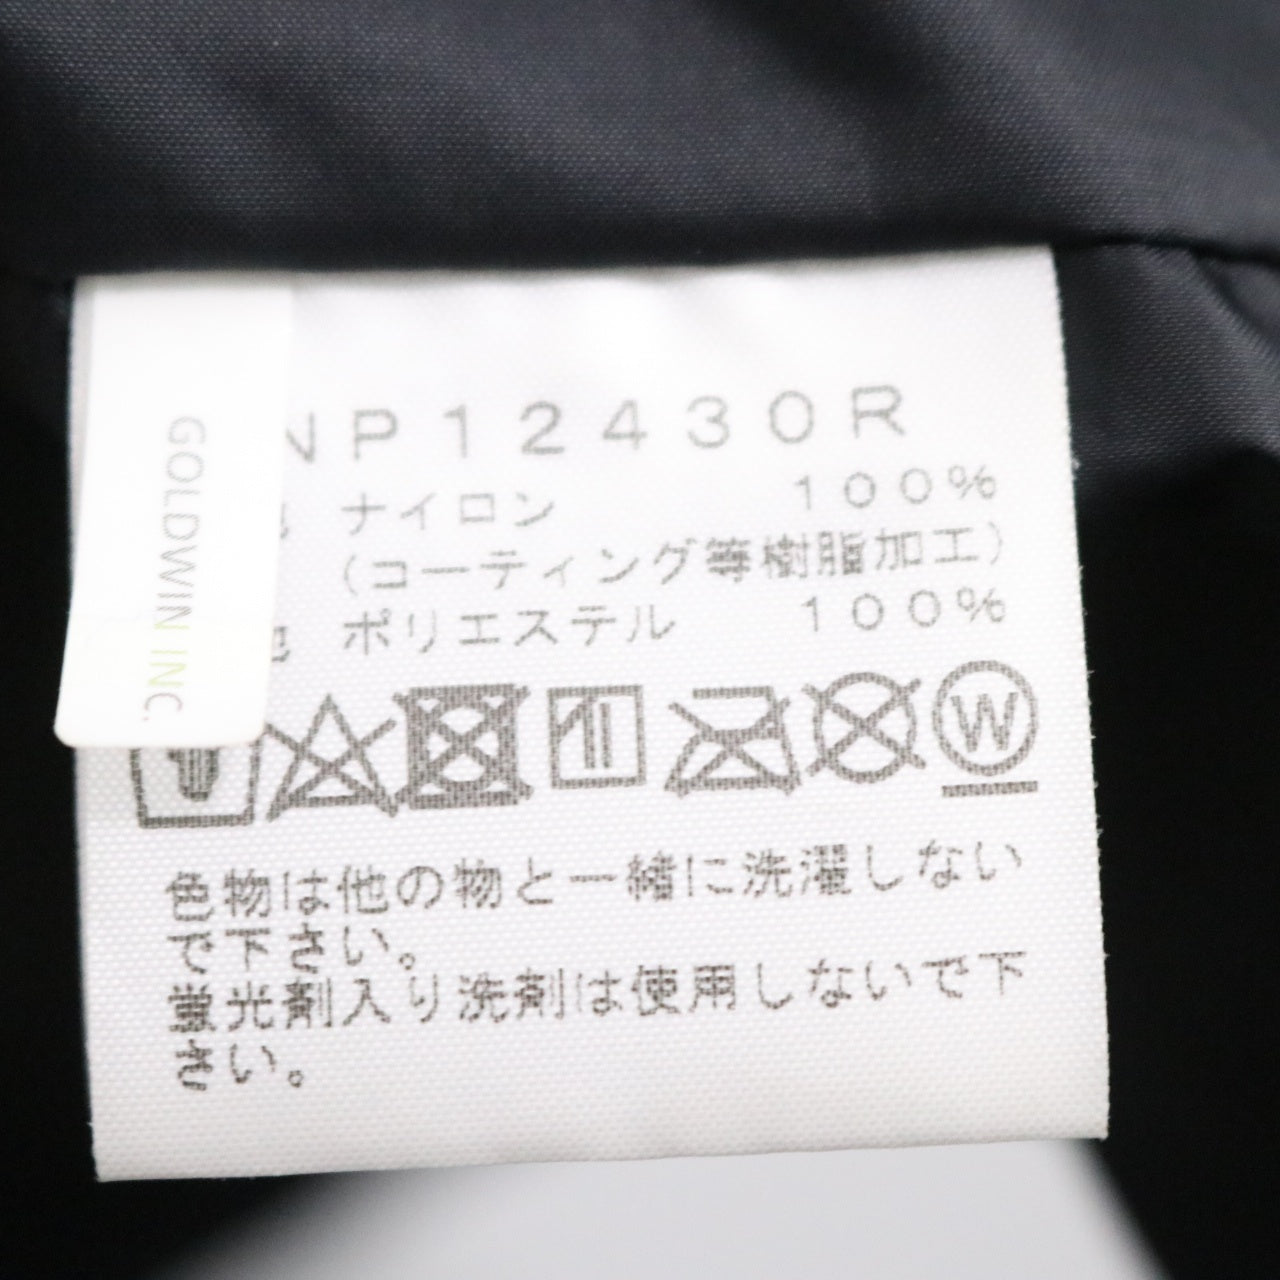 GOLDWIN INC.
NP12430R
ナイロン 100%
(コーティング等樹脂加工)
ポリエステル 100%
W
色物は他の物と一緒に洗濯しない
で下さい。
蛍光剤入り洗剤は使用しないで下
さい。